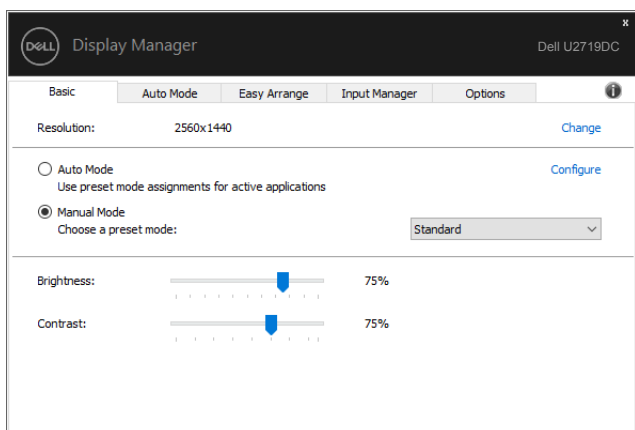 x
DELL Display Manager Dell U2719DC
Basic Auto Mode Easy Arrange Input Manager Options i
Resolution: 2560x1440 Change
Auto Mode Configure
Use preset mode assignments for active applications
Manual Mode
Choose a preset mode: Standard
Brightness: 75%
Contrast: 75%